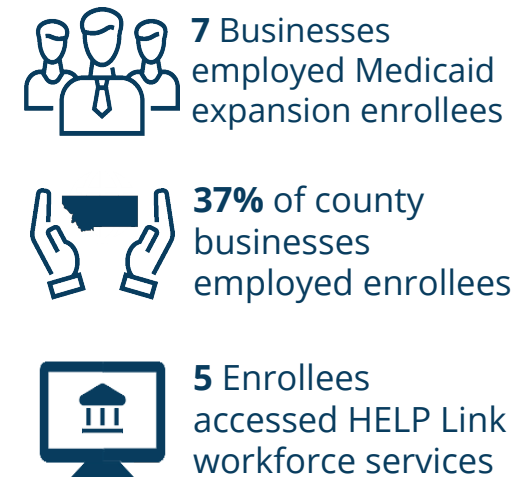 7 Businesses
employed Medicaid
expansion enrollees
37% of county
businesses
employed enrollees
5 Enrollees
accessed HELP Link
workforce services